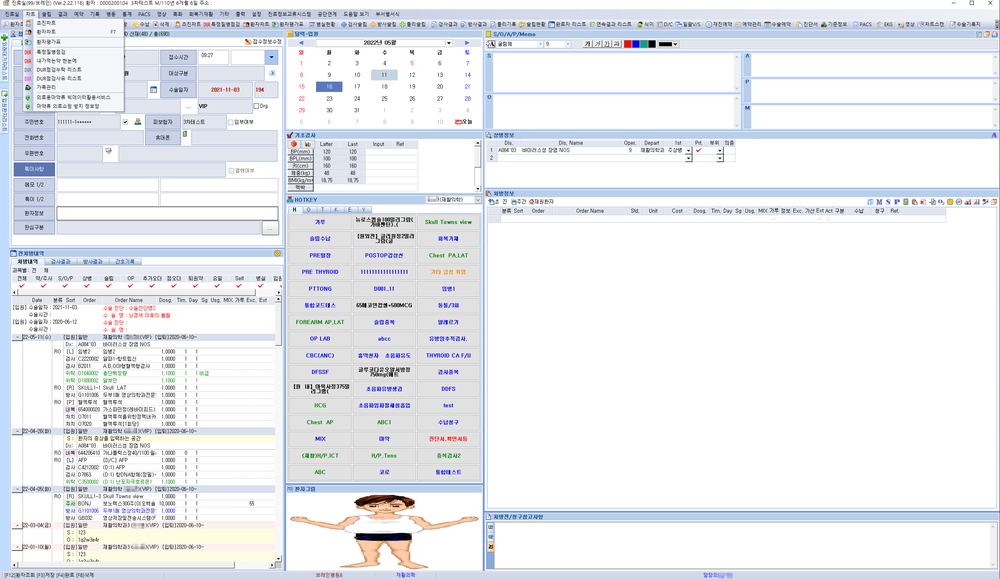 진료실(99/브레인) (Ver.2.22.116) 환자 : 0000200104 3차테스트 M/110년 6개월 6일 주소 :
진료실 차트 슬립 결과 예약 기록 병동 통계 PACS 영상 특화 회복기재활 기타 출력 설정 진료정보교류시스템 공단연계 도움말 보기 부서별서식
수납 삭제 초진차트 DUR 특정질병점검 환자차트 환자평가표 병실현황 검사슬립 방사슬립 물리슬립 검사결과 방사결과 물리기록 슬립현황 완료자 리스트 연속결과 리스트 식이 D/C 일괄V/S 재진예약 예약관리 수술예약 진단서 기준정보 PACS EKG 영상 차트스캔 수술기록지
초진차트
환자차트 F7
환자평가표
DUR 특정질병점검
DUR 내가먹는약 한눈에
DUR DUR점검누락 리스트
DUR DUR점검사유 리스트
가족관리
의료용마약류 빅데이터활용서비스
마약류 의료쇼핑 방지 정보망
외래대기자리스트
입원환자리스트
4) 산재(48) / 총(690)
접수정보수정
접수시간 09:27
대상구분
수술일자 2021-11-03 194
... VIP Drg
주민번호 111111-1****** 피보험자 3차테스트 임부여부
전화번호 휴대폰
우편번호
특이사항 결핵여부
메모 1/2
특이 1/2
환자정보
관심구분 ...
전처방내역
처방내역 검사결과 방사결과 간호기록
과목별: 전 체
전체 약/주사 S/O/P 상병 슬립 OP 추가오더 점오더 퇴원약 요일 Self 병실 입원
Date 분류 Sort Order Order Name Dosg. Tim. Day Sg Usg. MIX 가루 Exc. Ext
[입원] 수술일자 : 2021-11-03 수술 진단 : 수술진단명2
수술시간 : 수 술 명 : 뇌경색 이후의 출혈
[입원] 수술일자 : 2020-06-12 수술 진단 :
수술시간 : 수 술 명 :
- 22-05-11(수) [입원]일반 재활의학 (VIP) [입퇴]2020-06-10~
Dx: A084^03 바이러스성 장염 NOS
RO [L] 임병2 임병2 1.0000 1 1
검사 C2220002 알파1-항트립신 1.0000 1 1
검사 B2011 A,B,O아형혈액형검사 1.0000 1 1
위탁 D1840002 총단백정량 1.1000 1 1 비급
위탁 D1880002 알부민 1.1000 1 1
RO [R] SKULL1-1 Skull LAT 1.0000 1 1
방사 G1101006 두부1매 영상의학과전문 1.0000 1 1
RO [P] 혈액투석 혈액투석 1.0000 1 1
내복 654000020 가스파민정(레바미피드). 1.0000 1 1
처치 O7011 혈액투석을위한정맥내카 1.0000 1 1
처치 O7020 혈액투석[1회당] 1.0000 1 1
- 22-04-26(화) [입원]일반 재활의학 ( )(VIP) [입퇴]2020-06-10~
S : 환자의 증상을 입력하는 공간
Dx: A084^03 바이러스성 장염 NOS
RO 내복 644206410 가나플럭스정40/1100 밀 1.0000 0 1
RO [L] AFP [D/C] AFP 1.0000 1 1
검사 C4212002 (D:1) AFP 1.0000 1 1
검사 D7863 (D:1) 항DNA항체(정밀)- 1.0000 1 1
위탁 C3500002 (D:1) 난포자극호르몬1 1.1000 1 1
- 22-04-05(화) [입원]일반 재활의학 )(VIP) [입퇴]2020-06-10~
RO [R] SKULL1-3 Skull Towns view 1.0000 1 1
주사 BONJ 보노렉스300주(이오헥솔 10.0000 1 1 55
방사 G1101006 두부1매 영상의학과전문 1.0000 1 1
방사 GB032 영상저장및전송시스템(F 1.0000 1 1
- 22-03-04(금) [입원]일반 재활의학과3 ( )(VIP) [입퇴]2020-06-10~
S : 123
O : 1q2w3e4r
- 22-01-10(월) [입원]일반 재활의학과3 ( )(VIP) [입퇴]2020-06-10~
S : 123
O : 1q2w3e4r
달력-입원
2022년 05월
일 월 화 수 목 금 토
1 2 3 4 5 6 7
8 9 10 11 12 13 14
15 16 17 18 19 20 21
22 23 24 25 26 27 28
29 30 31 1 2 3 4
5 6 7 8 9 10 오늘
기초검사
Latter Last Input Ref
BP(mm) 120 120
BPL(mm) 100 100
키(cm) 160 160
체중(kg) 48 48
BMI(kg/m² 18.75 18.75
맥박
HOTKEY !(재활의학)
H O T K E Y
가루 뉴로스캡슐100밀리그람(가바펜틴)_( Skull Towns view
슬립수납 【원외전】글리원정2밀리그람(글 회복기재
PRE탈장 POSTOP갑상선 Chest PA,LAT
PRE THYROID 11111111111111111 기타 급성 위염
PTTONG D001_11 임병1
통합코드테스 65메코민캅셀*500MCG 동통/3회
FOREARM AP,LAT 슬립중복 알레르기
OP LAB abcc 유방암추적검사.
CBC(ANC) 흉막천자 초음파유도 THYROID CA F/U
DFSSF 글루코다운오알서방정750mg(메트 검사중복
【원 내】아목사정375밀리그램( 초음파유방생검 DDFS
HCG 초음파임파절세침흡입 test
Chest AP ABC1 수납청구
MIX 마약 진단서,확인서등
(재활)H/P,ICT H/P,Tens 중복검사2
ABC 코로 통합테스트
환자그림
S/O/A/P/Memo
굴림체 9 가 가 가 가
S
A
P
O
M
상병정보
Dis. Dis. Name Oper. Depart 1st Prt. 부위 의증
1 A084^03 바이러스성 장염 NOS 9 재활의학과 주상병
2
처방정보
초 진 주간 재원환자 M S P O₂
분류 Sort Order Order Name Std. Unit Cost Dosg. Tim. Day Sg Usg. MIX 가루 정보 Exc. 가산 Ext Act 구분 수납 청구 Ref.
처방전/청구참고사항
[F12]환자조회 [F3]저장 [F4]완료 [F8]삭제 브레인병원8 재활의학 담당의